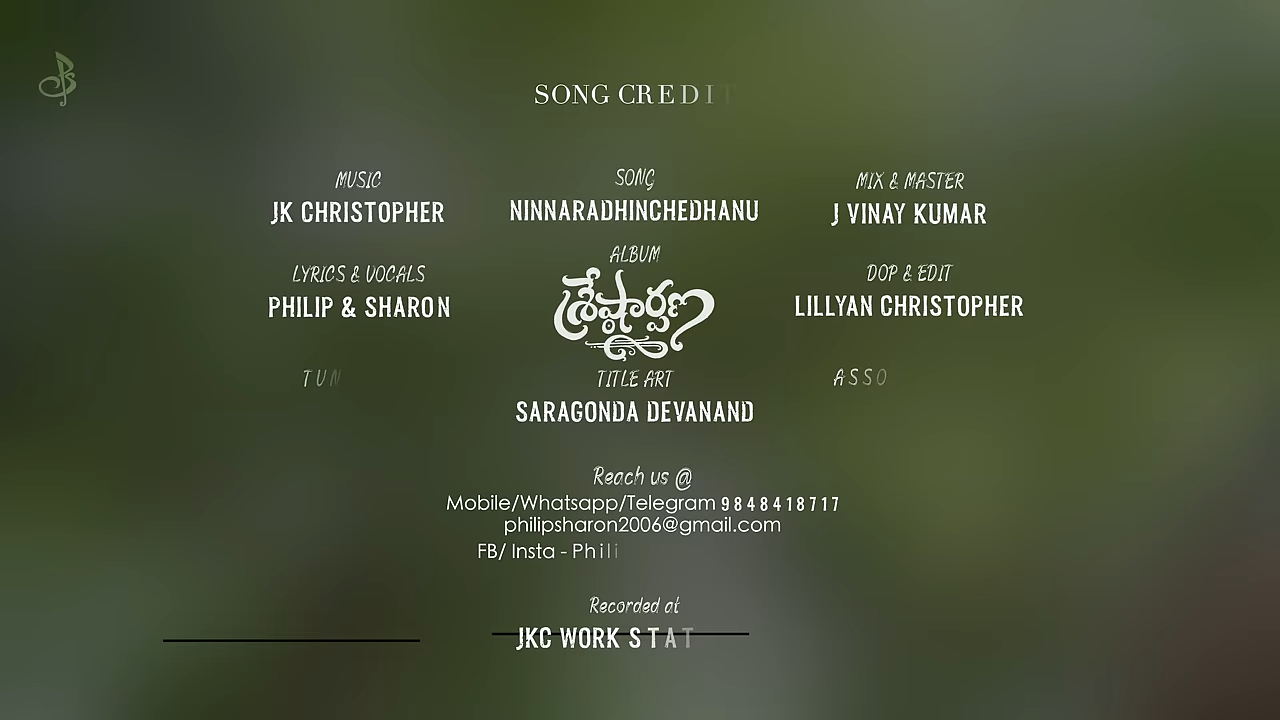 SONG CREDIT
MUSIC
JK CHRISTOPHER
SONG
NINNARADHINCHEDHANU
MIX & MASTER
J VINAY KUMAR
LYRICS & VOCALS
PHILIP & SHARON
ALBUM
శ్రేష్ఠార్పణ
DOP & EDIT
LILLYAN CHRISTOPHER
TUN
TITLE ART
SARAGONDA DEVANAND
ASSO
Reach us @
Mobile/Whatsapp/Telegram 9848418717
philipsharon2006@gmail.com
FB/ Insta - Phili
Recorded at
JKC WORK STAT